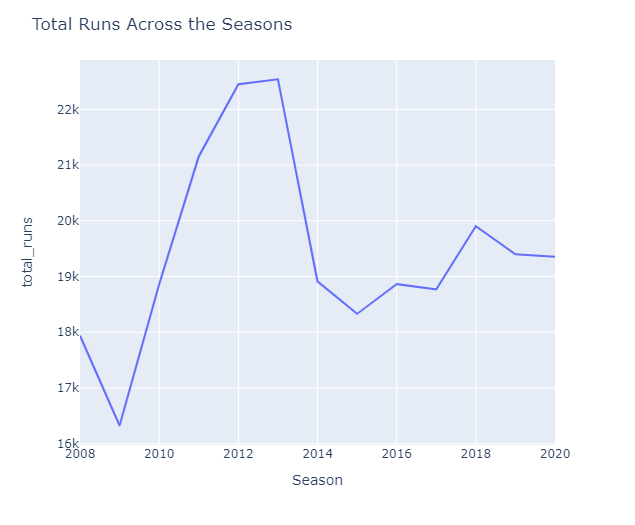 Total Runs Across the Seasons
total_runs
22k
21k
20k
19k
18k
17k
16k
2008 2010 2012 2014 2016 2018 2020
Season